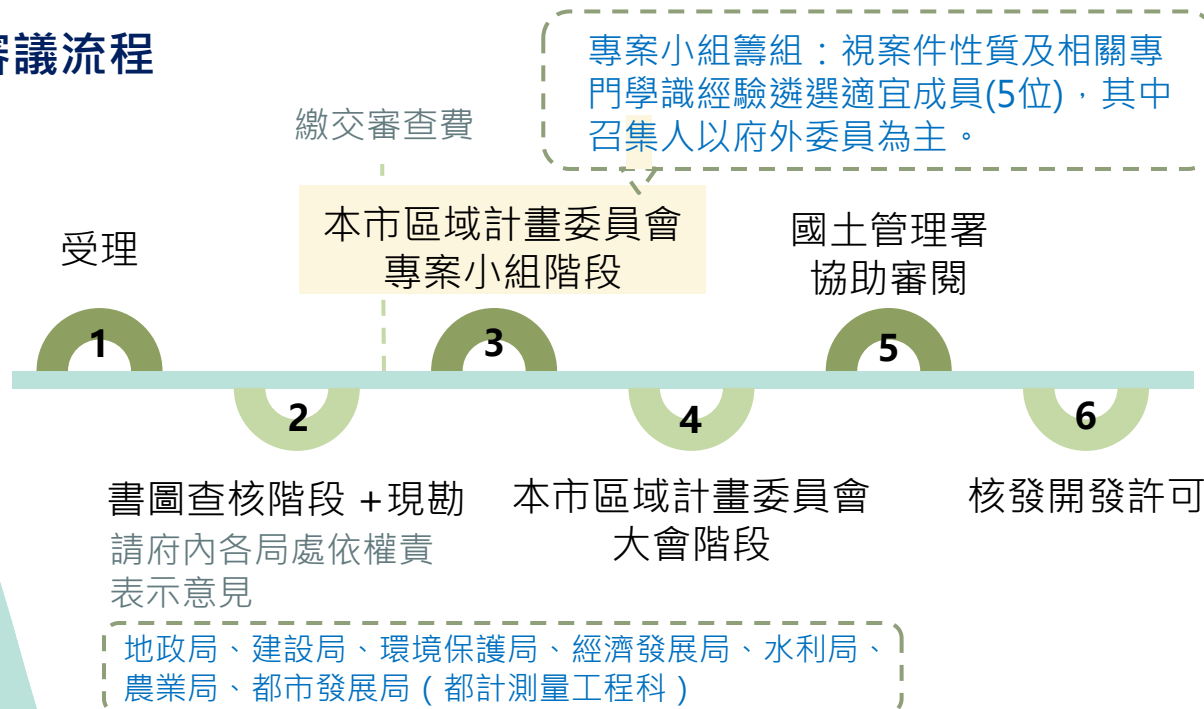 審議流程
專案小組籌組：視案件性質及相關專
門學識經驗遴選適宜成員(5位)，其中
召集人以府外委員為主。
繳交審查費
受理
本市區域計畫委員會
專案小組階段
國土管理署
協助審閱
1
3
5
2
4
6
書圖查核階段 +現勘
請府內各局處依權責
表示意見
本市區域計畫委員會
大會階段
核發開發許可
地政局、建設局、環境保護局、經濟發展局、水利局、
農業局、都市發展局（都計測量工程科）